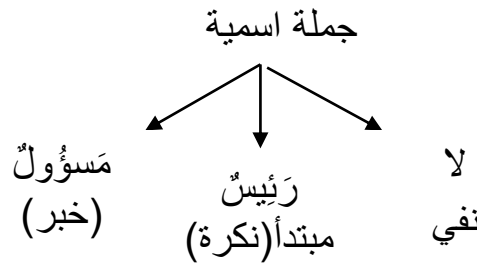 جملة اسمية
لا
نفي
رَئِيسٌ
مبتدأ(نكرة)
مَسؤُولٌ
(خبر)